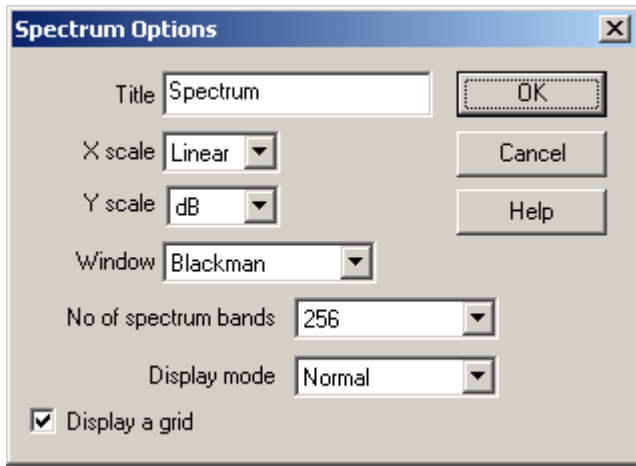 Spectrum Options
Title Spectrum OK
X scale Linear Cancel
Y scale dB Help
Window Blackman
No of spectrum bands 256
Display mode Normal
Display a grid